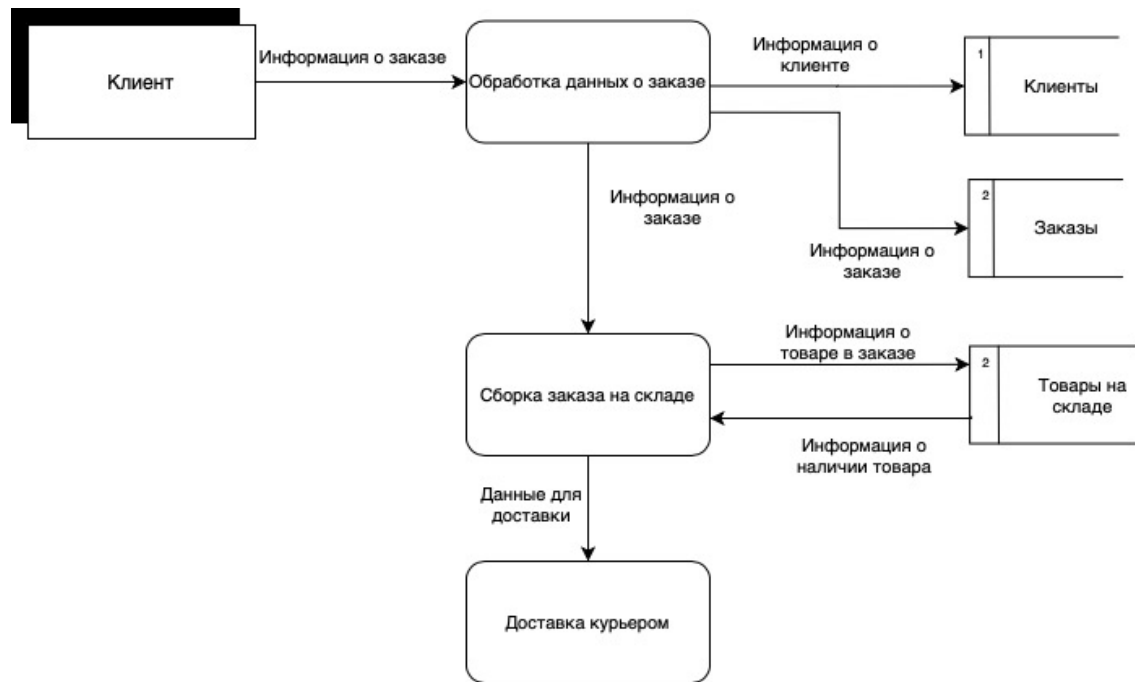 Клиент
Информация о заказе
Обработка данных о заказе
Информация о
клиенте
1
Клиенты
Информация о
заказе
2
Заказы
Информация о
заказе
Сборка заказа на складе
Информация о
товаре в заказе
2
Товары на
складе
Информация о
наличии товара
Данные для
доставки
Доставка курьером